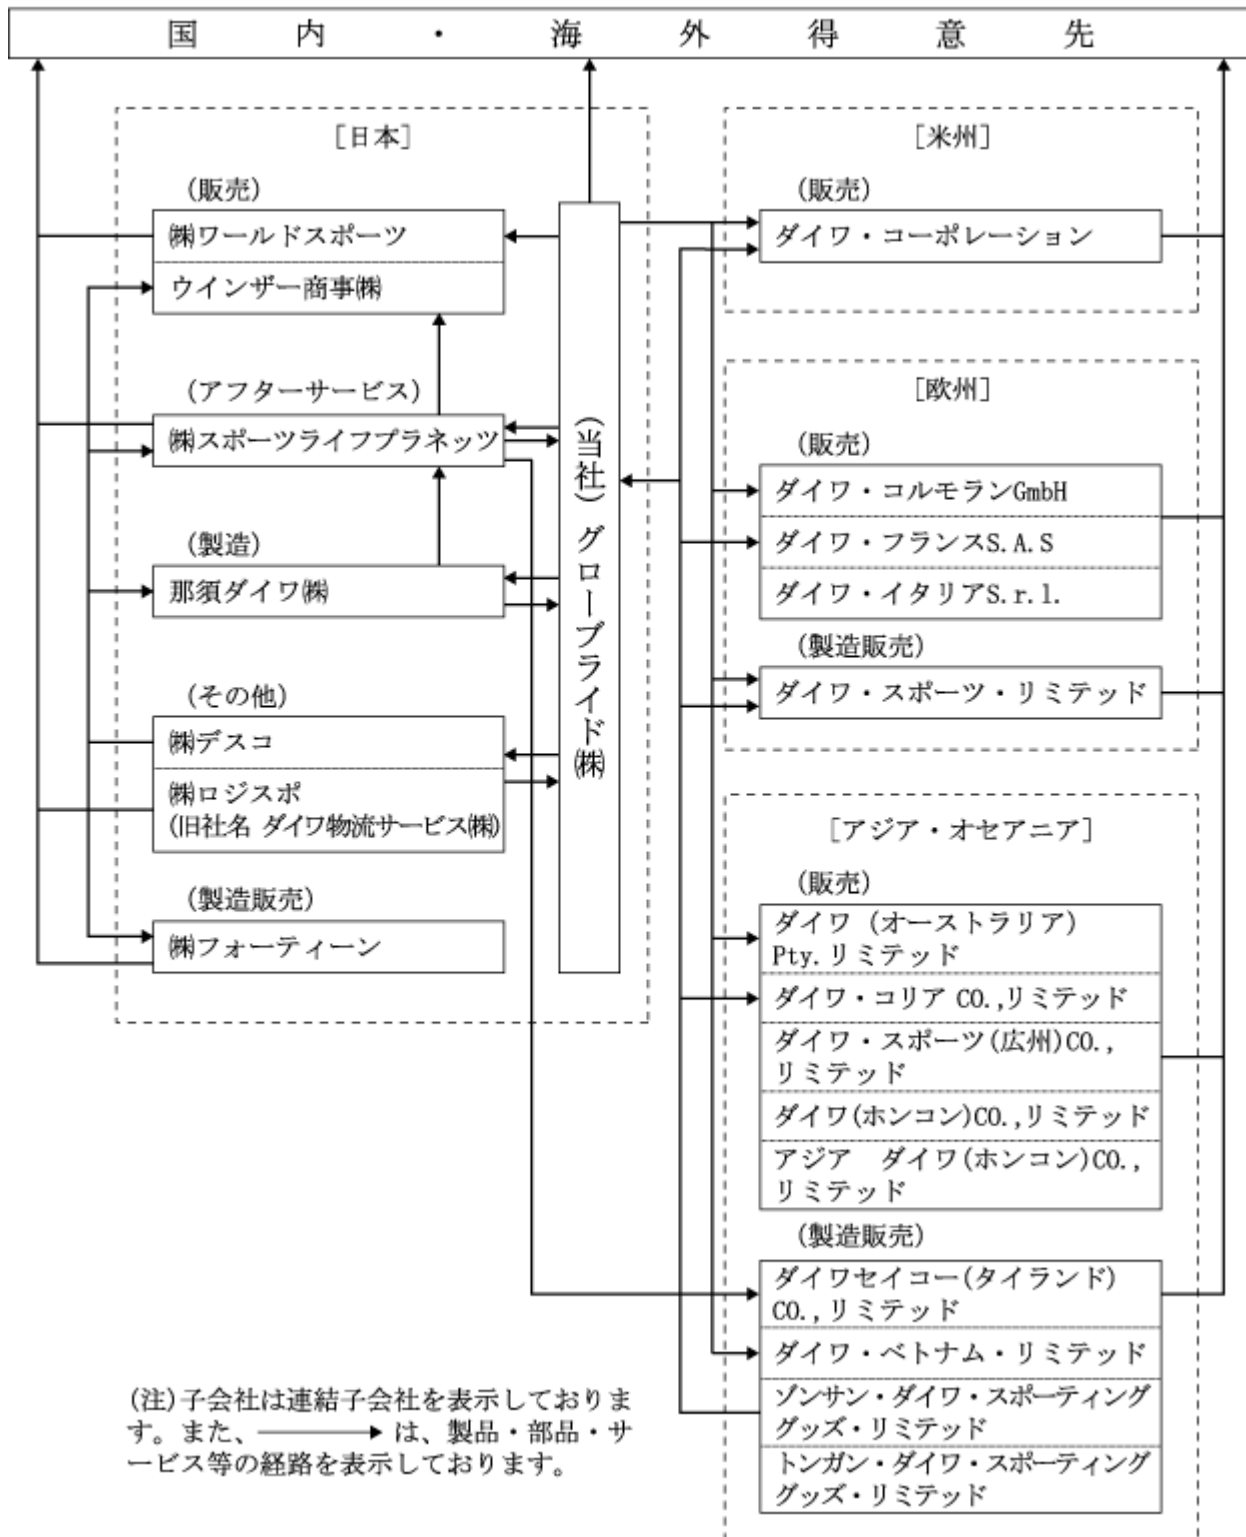 国内・海外得意先
［日本］
(販売)
㈱ワールドスポーツ
ウインザー商事㈱
(アフターサービス)
㈱スポーツライフプラネッツ
(製造)
那須ダイワ㈱
(その他)
㈱デスコ
㈱ロジスポ
(旧社名 ダイワ物流サービス㈱)
(製造販売)
㈱フォーティーン
(当社)グローブライド㈱
［米州］
(販売)
ダイワ・コーポレーション
［欧州］
(販売)
ダイワ・コルモランGmbH
ダイワ・フランスS.A.S
ダイワ・イタリアS.r.l.
(製造販売)
ダイワ・スポーツ・リミテッド
［アジア・オセアニア］
(販売)
ダイワ (オーストラリア)
Pty.リミテッド
ダイワ・コリア CO.,リミテッド
ダイワ・スポーツ(広州)CO.,
リミテッド
ダイワ(ホンコン)CO.,リミテッド
アジア　ダイワ(ホンコン)CO.,
リミテッド
(製造販売)
ダイワセイコー(タイランド)
CO.,リミテッド
ダイワ・ベトナム・リミテッド
ゾンサン・ダイワ・スポーティング
グッズ・リミテッド
トンガン・ダイワ・スポーティング
グッズ・リミテッド
(注)子会社は連結子会社を表示しておりま
す。また、 は、製品・部品・サ
ービス等の経路を表示しております。